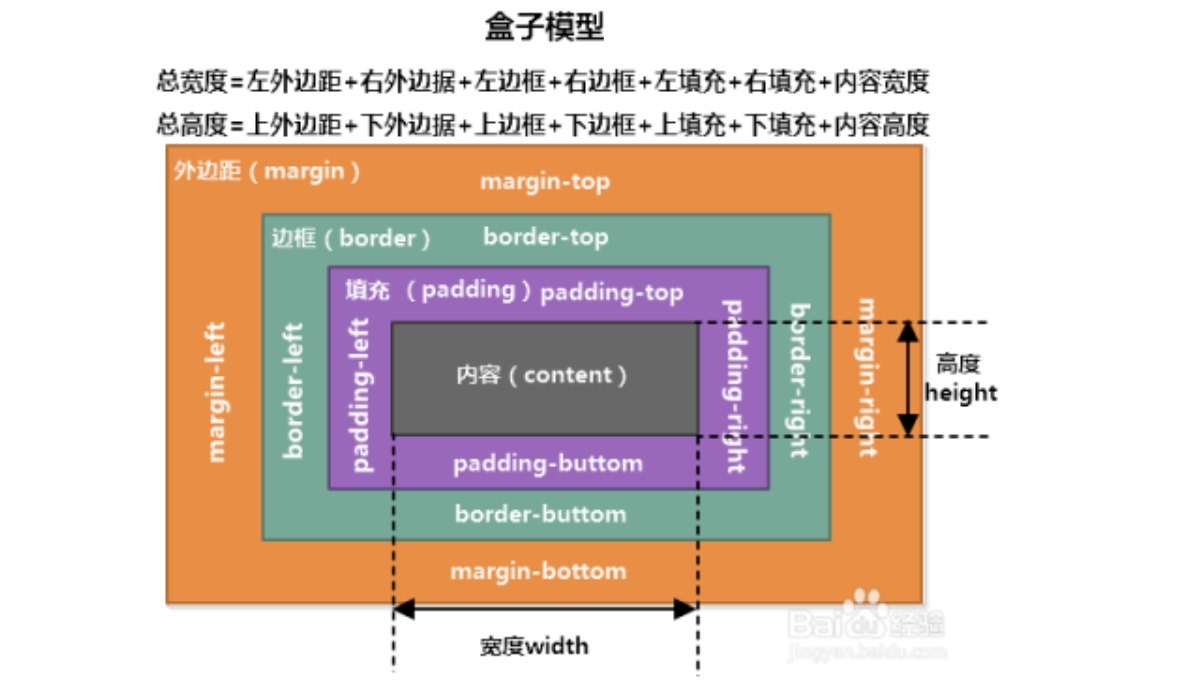 盒子模型
总宽度=左外边距+右外边据+左边框+右边框+左填充+右填充+内容宽度
总高度=上外边距+下外边据+上边框+下边框+上填充+下填充+内容高度
外边距（margin）
margin-top
边框（border）
border-top
填充 （padding）
padding-top
margin-left
border-left
padding-left
内容（content）
padding-right
border-right
margin-right
高度
height
padding-buttom
border-buttom
margin-bottom
宽度width
Baidu经验
jingyan.baidu.com